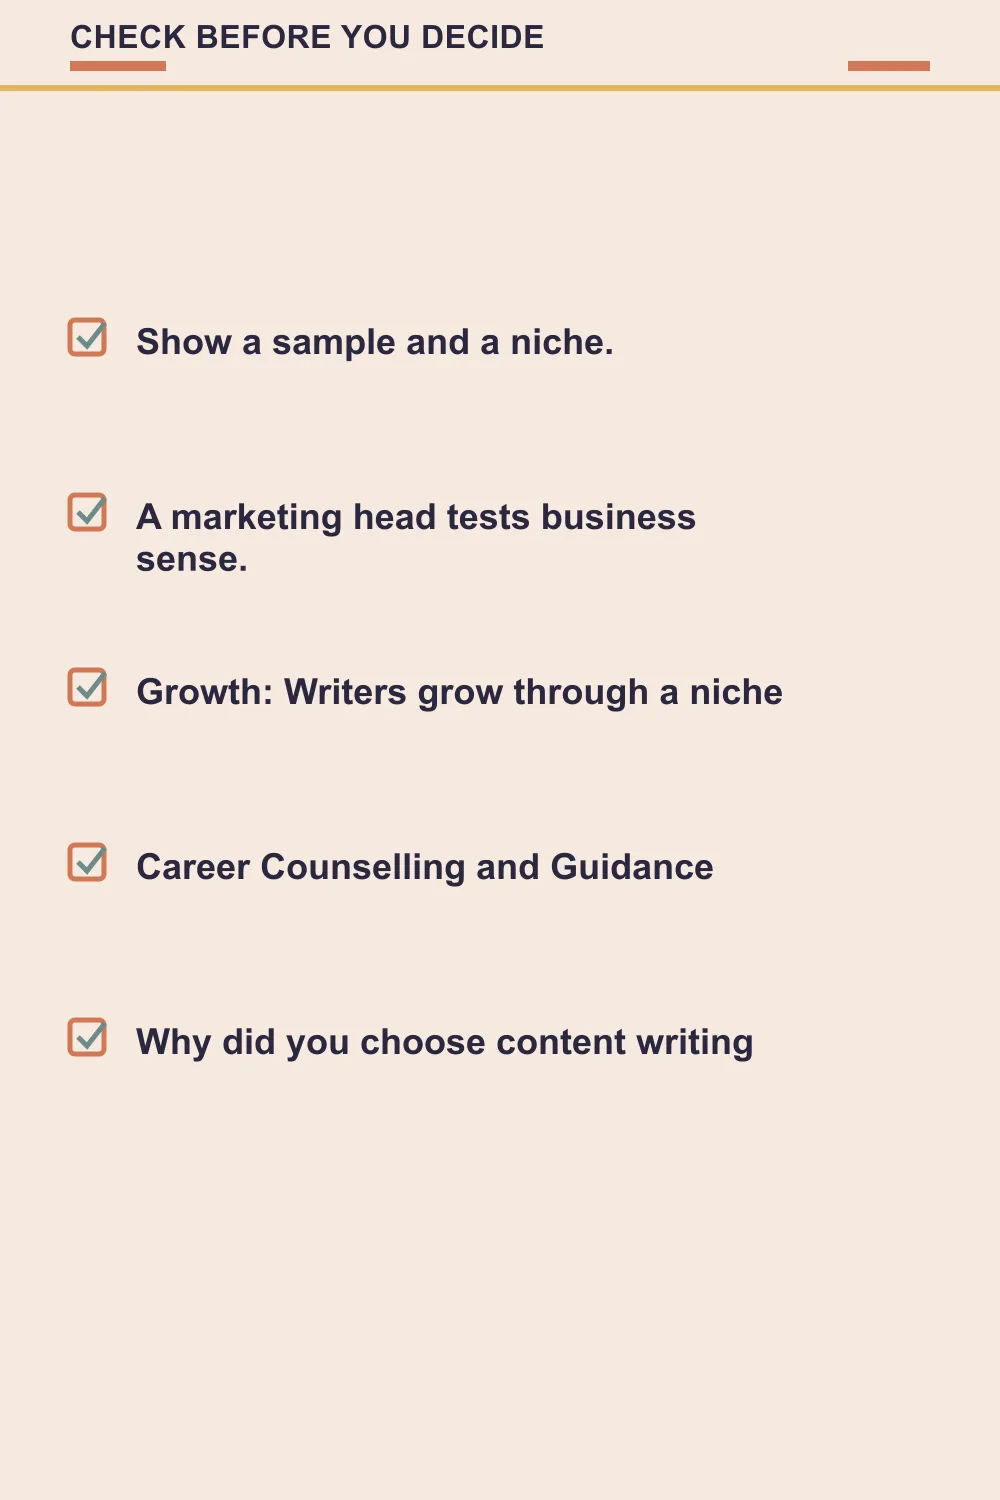 CHECK BEFORE YOU DECIDE
Show a sample and a niche.
A marketing head tests business
sense.
Growth: Writers grow through a niche
Career Counselling and Guidance
Why did you choose content writing